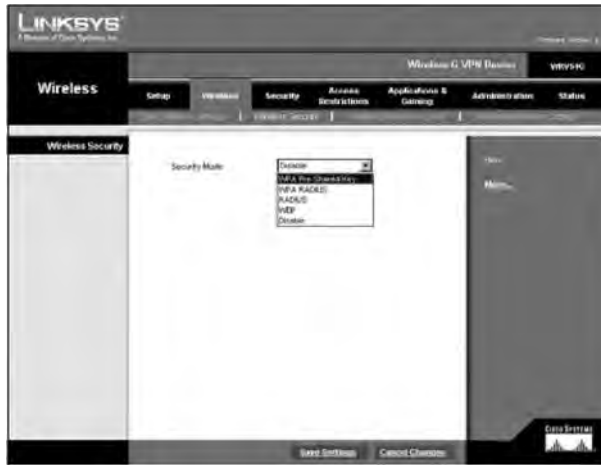 LINKSYS
A Division of Cisco Systems, Inc.
Wireless-G VPN Router
WRV54G
Wireless
Setup
Wireless
Security
Access Restrictions
Applications & Gaming
Administration
Status
Wireless Security
Wireless Security
Security Mode:
Disable
WPA Pre-Shared Key
WPA RADIUS
RADIUS
WEP
Disable
More...
Save Settings
Cancel Changes
Cisco Systems